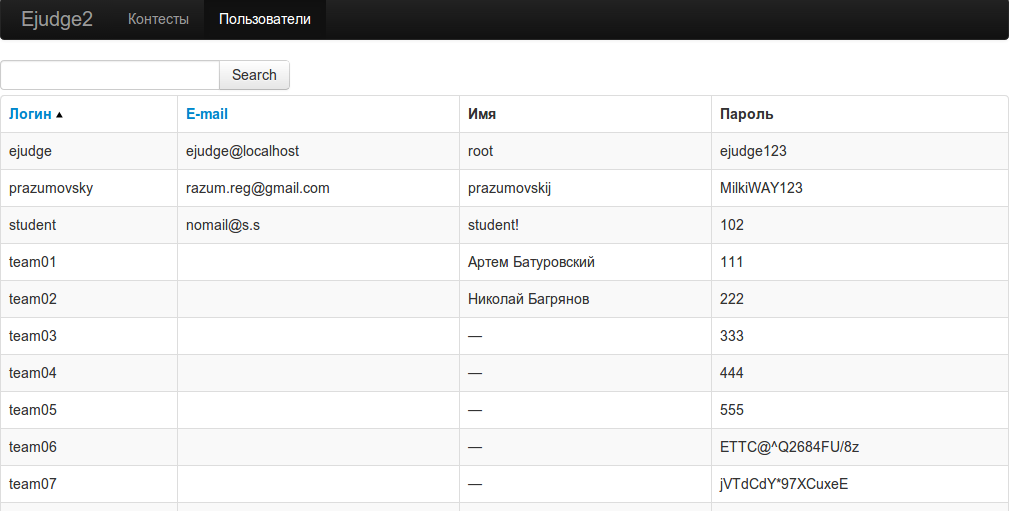 Ejudge2 Контесты Пользователи
Search
Логин ▲ E-mail Имя Пароль
ejudge ejudge@localhost root ejudge123
prazumovsky razum.reg@gmail.com prazumovskij MilkiWAY123
student nomail@s.s student! 102
team01 Артем Батуровский 111
team02 Николай Багрянов 222
team03 — 333
team04 — 444
team05 — 555
team06 — ETTC@^Q2684FU/8z
team07 — jVTdCdY*97XCuxeE